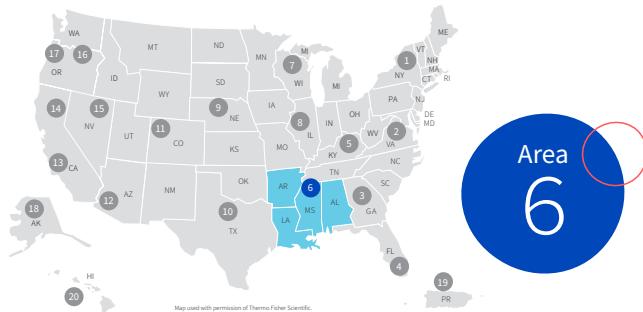 WA
MT
ND
MN
MI
VT
ME
NH
MA
RI
CT
NY
17
16
7
1
OR
ID
SD
WI
MI
WY
PA
NJ
14
15
9
NE
IA
8
IL
IN
OH
WV
2
VA
DE
MD
NV
UT
11
CO
5
KY
13
CA
KS
MO
NC
12
AZ
NM
OK
AR
6
TN
SC
3
GA
18
AK
10
TX
LA
MS
AL
FL
4
HI
20
19
PR
Map used with permission of Thermo Fisher Scientific.
Area
6